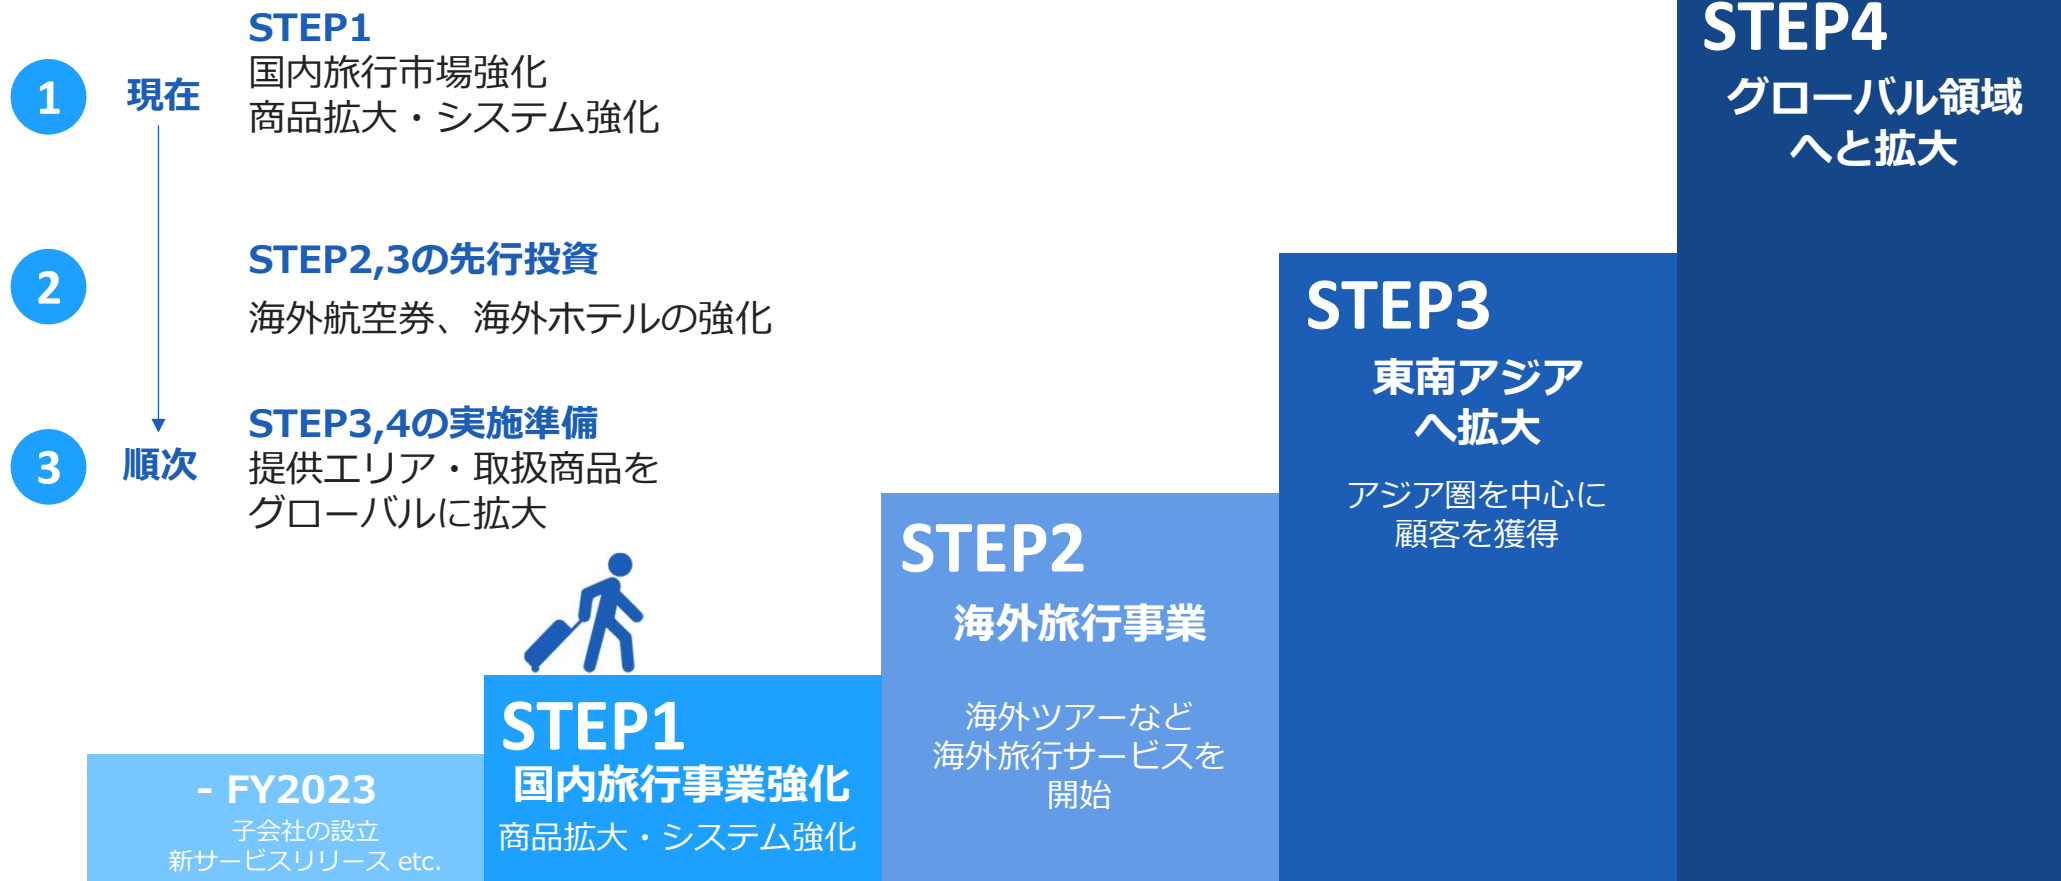 1
現在
STEP1
国内旅行市場強化
商品拡大・システム強化
2
STEP2,3の先行投資
海外航空券、海外ホテルの強化
3
順次
STEP3,4の実施準備
提供エリア・取扱商品を
グローバルに拡大
- FY2023
子会社の設立
新サービスリリース etc.
STEP1
国内旅行事業強化
商品拡大・システム強化
STEP2
海外旅行事業
海外ツアーなど
海外旅行サービスを
開始
STEP3
東南アジア
へ拡大
アジア圏を中心に
顧客を獲得
STEP4
グローバル領域
へと拡大